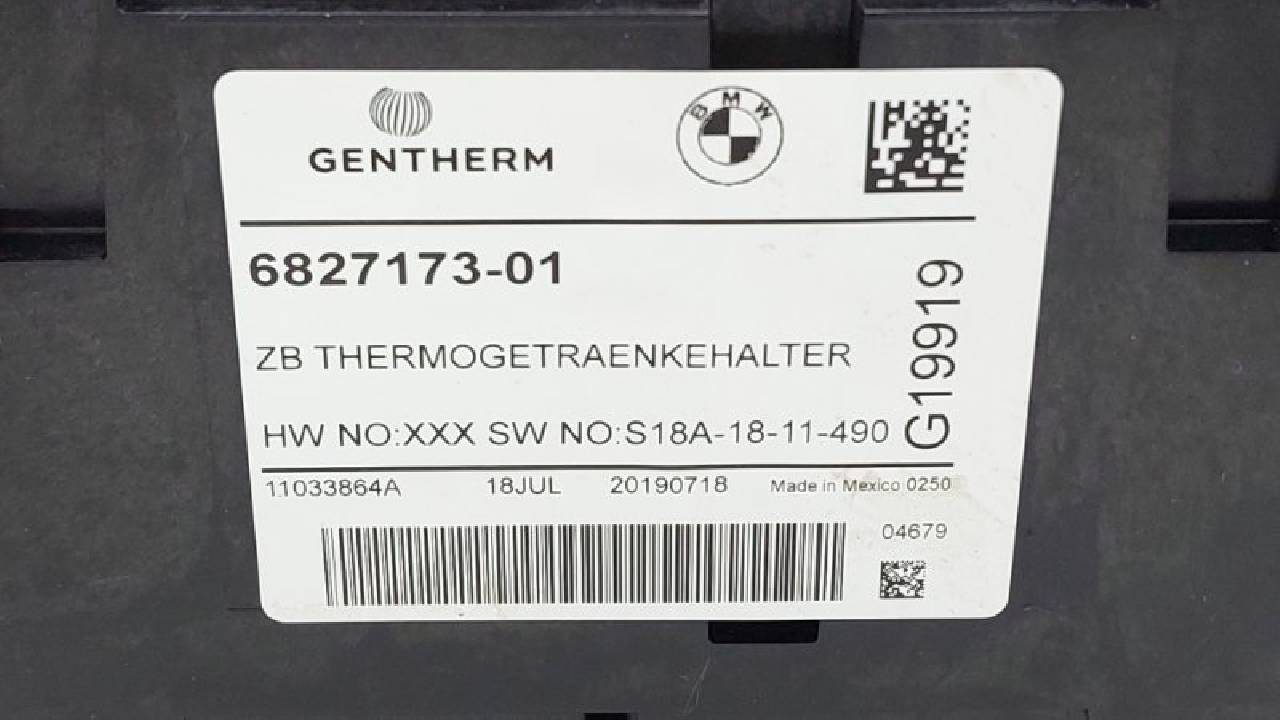 GENTHERM
BMW
6827173-01
ZB THERMOGETRAENKEHALTER
HW NO:XXX SW NO:S18A-18-11-490
G19919
11033864A 18JUL 20190718 Made in Mexico 0250
04679